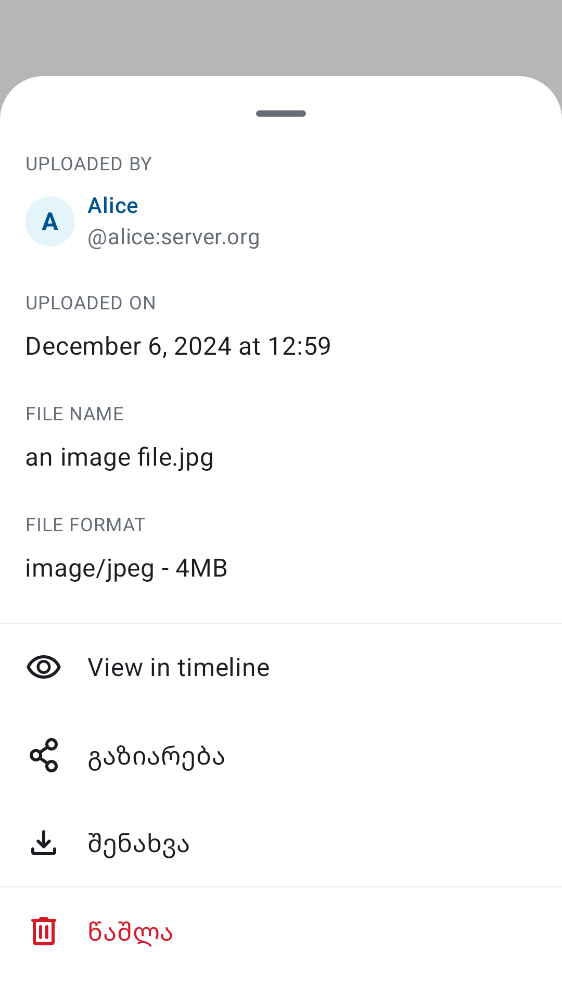 UPLOADED BY
A
Alice
@alice:server.org
UPLOADED ON
December 6, 2024 at 12:59
FILE NAME
an image file.jpg
FILE FORMAT
image/jpeg - 4MB
View in timeline
გაზიარება
შენახვა
წაშლა